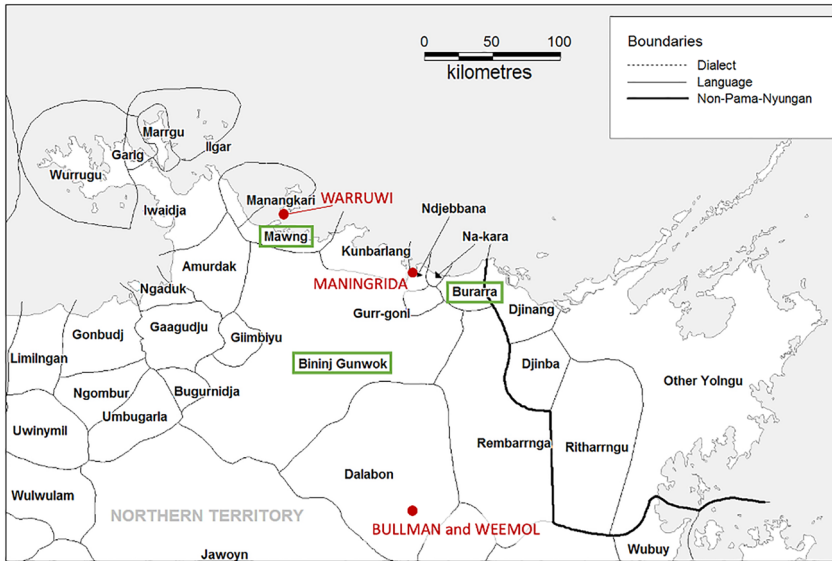 0 50 100
kilometres
Boundaries
Dialect
Language
Non-Pama-Nyungan
Marrgu
Garig
Ilgar
Wurrugu
Iwaidja
Manangkari
WARRUWI
Mawng
Ndjebbana
Na-kara
Kunbarlang
Amurdak
MANINGRIDA
Ngaduk
Burarra
Gurr-goni
Djinang
Gonbudj
Gaagudju
Giimbiyu
Limilngan
Bininj Gunwok
Djinba
Other Yolngu
Ngombur
Bugurnidja
Umbugarla
Uwinymil
Rembarrnga
Ritharrngu
Dalabon
Wulwulam
NORTHERN TERRITORY
BULLMAN and WEEMOL
Jawoyn
Wubuy